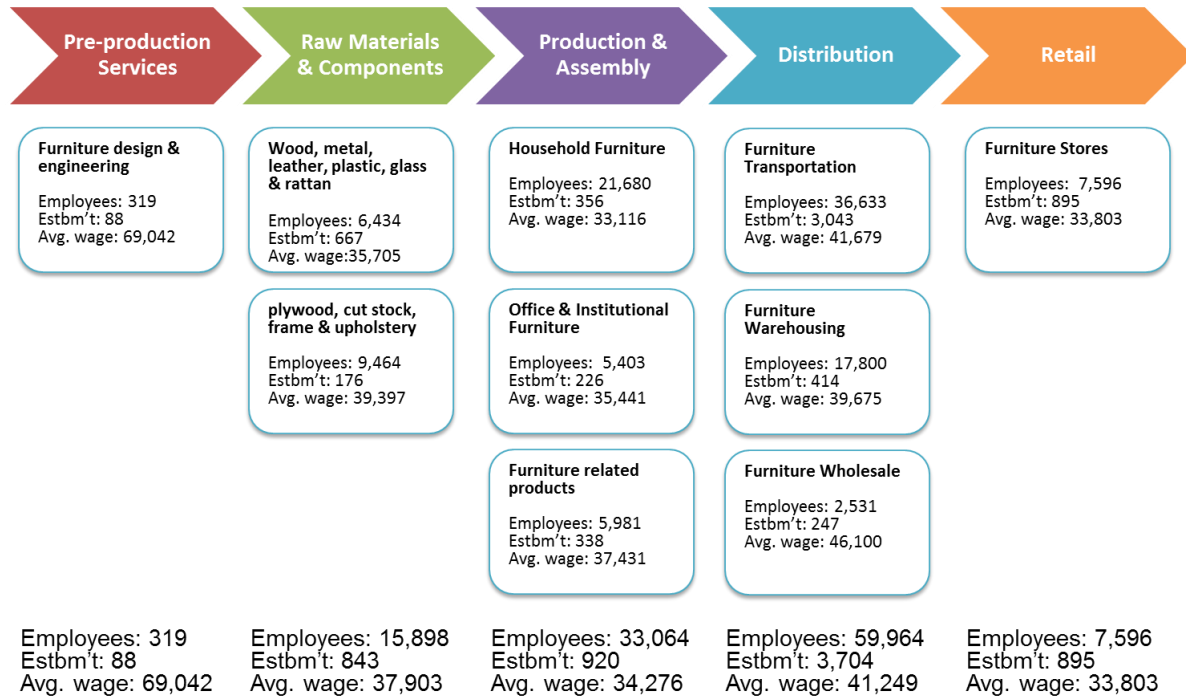 Pre-production
Services
Raw Materials
& Components
Production &
Assembly
Distribution
Retail
Furniture design &
engineering
Employees: 319
Estbm’t: 88
Avg. wage: 69,042
Wood, metal,
leather, plastic, glass
& rattan
Employees: 6,434
Estbm’t: 667
Avg. wage:35,705
plywood, cut stock,
frame & upholstery
Employees: 9,464
Estbm’t: 176
Avg. wage: 39,397
Household Furniture
Employees: 21,680
Estbm’t: 356
Avg. wage: 33,116
Office & Institutional
Furniture
Employees:  5,403
Estbm’t: 226
Avg. wage: 35,441
Furniture related
products
Employees: 5,981
Estbm’t: 338
Avg. wage: 37,431
Furniture
Transportation
Employees: 36,633
Estbm’t: 3,043
Avg. wage: 41,679
Furniture
Warehousing
Employees: 17,800
Estbm’t: 414
Avg. wage: 39,675
Furniture Wholesale
Employees: 2,531
Estbm’t: 247
Avg. wage: 46,100
Furniture Stores
Employees:  7,596
Estbm’t: 895
Avg. wage: 33,803
Employees: 319
Estbm’t: 88
Avg. wage: 69,042
Employees: 15,898
Estbm’t: 843
Avg. wage: 37,903
Employees: 33,064
Estbm’t: 920
Avg. wage: 34,276
Employees: 59,964
Estbm’t: 3,704
Avg. wage: 41,249
Employees: 7,596
Estbm’t: 895
Avg. wage: 33,803